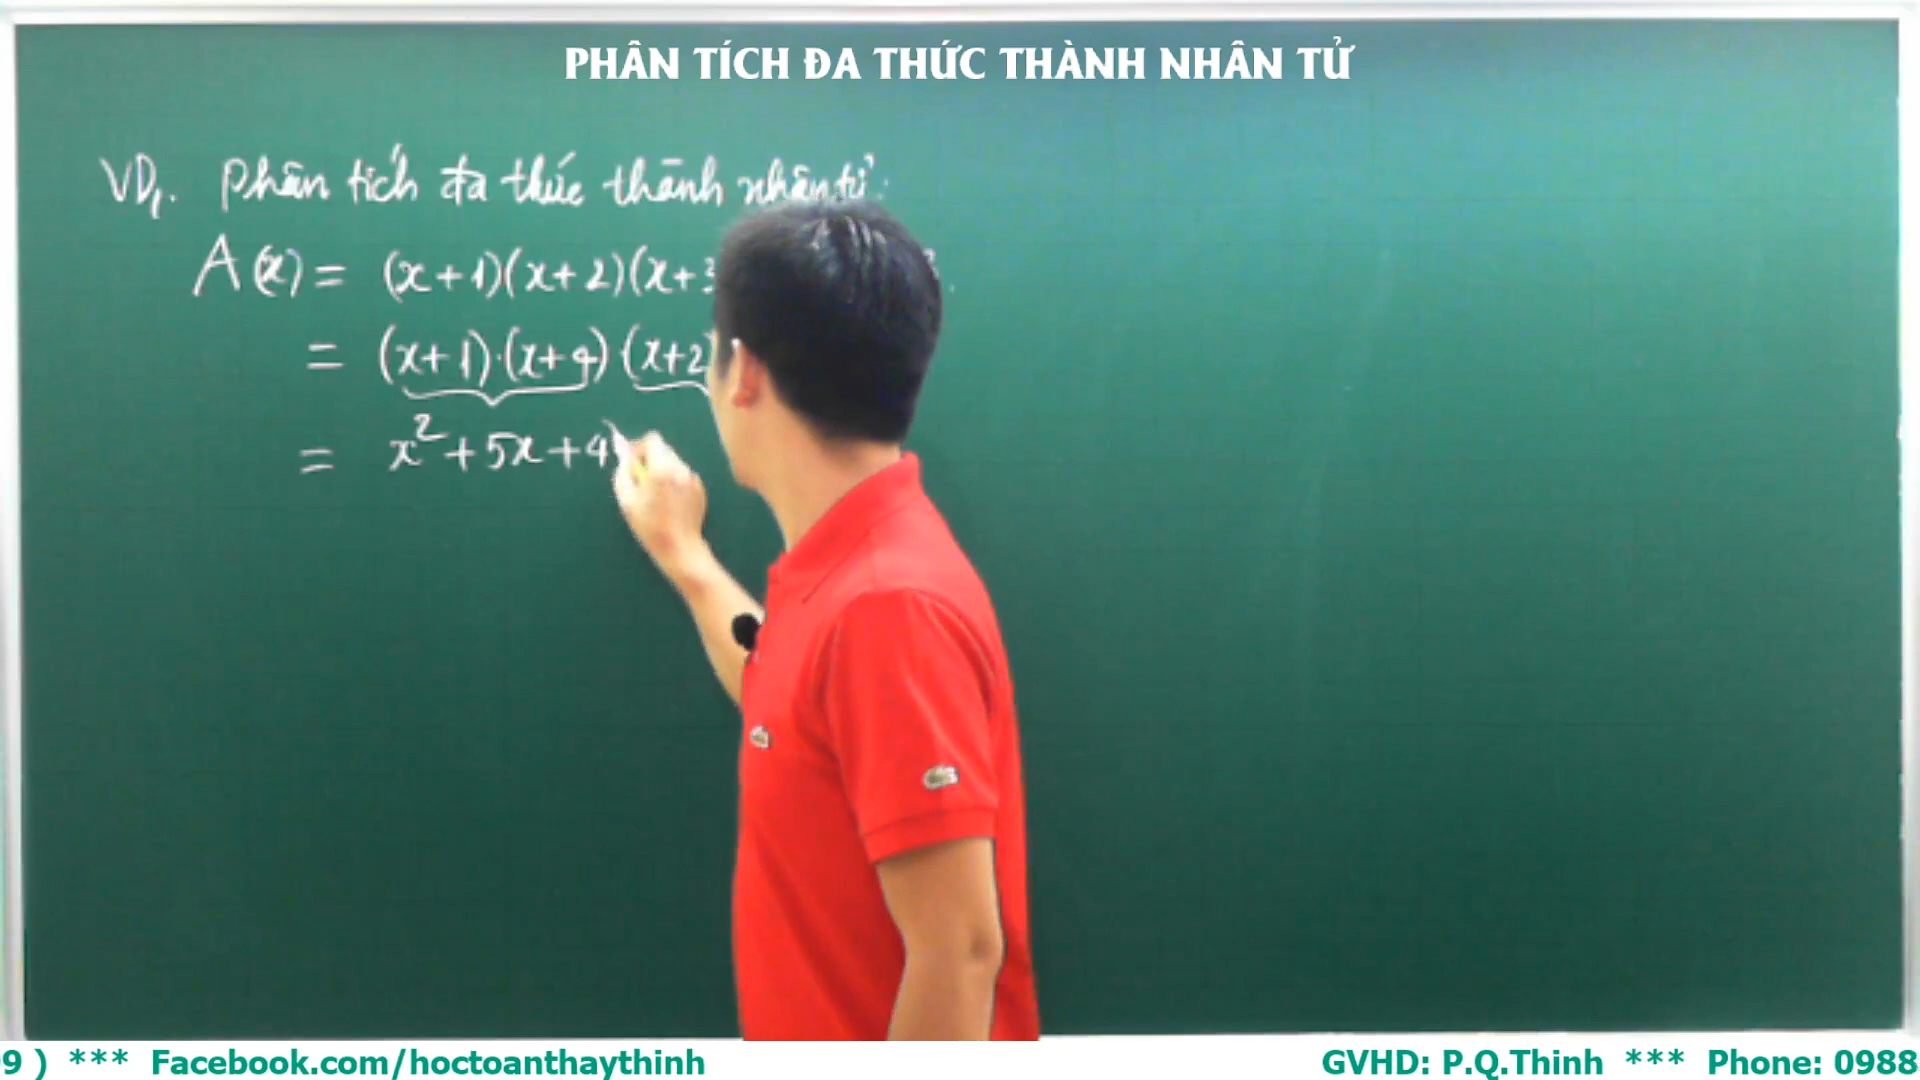 PHÂN TÍCH ĐA THỨC THÀNH NHÂN TỬ
VD1. Phân tích đa thức thành nhân tử:
A(x) = (x+1)(x+2)(x+3
= (x+1)·(x+4)·(x+2)
= x²+5x+4
9 ) *** Facebook.com/hoctoanthaythinh
GVHD: P.Q.Thinh *** Phone: 0988